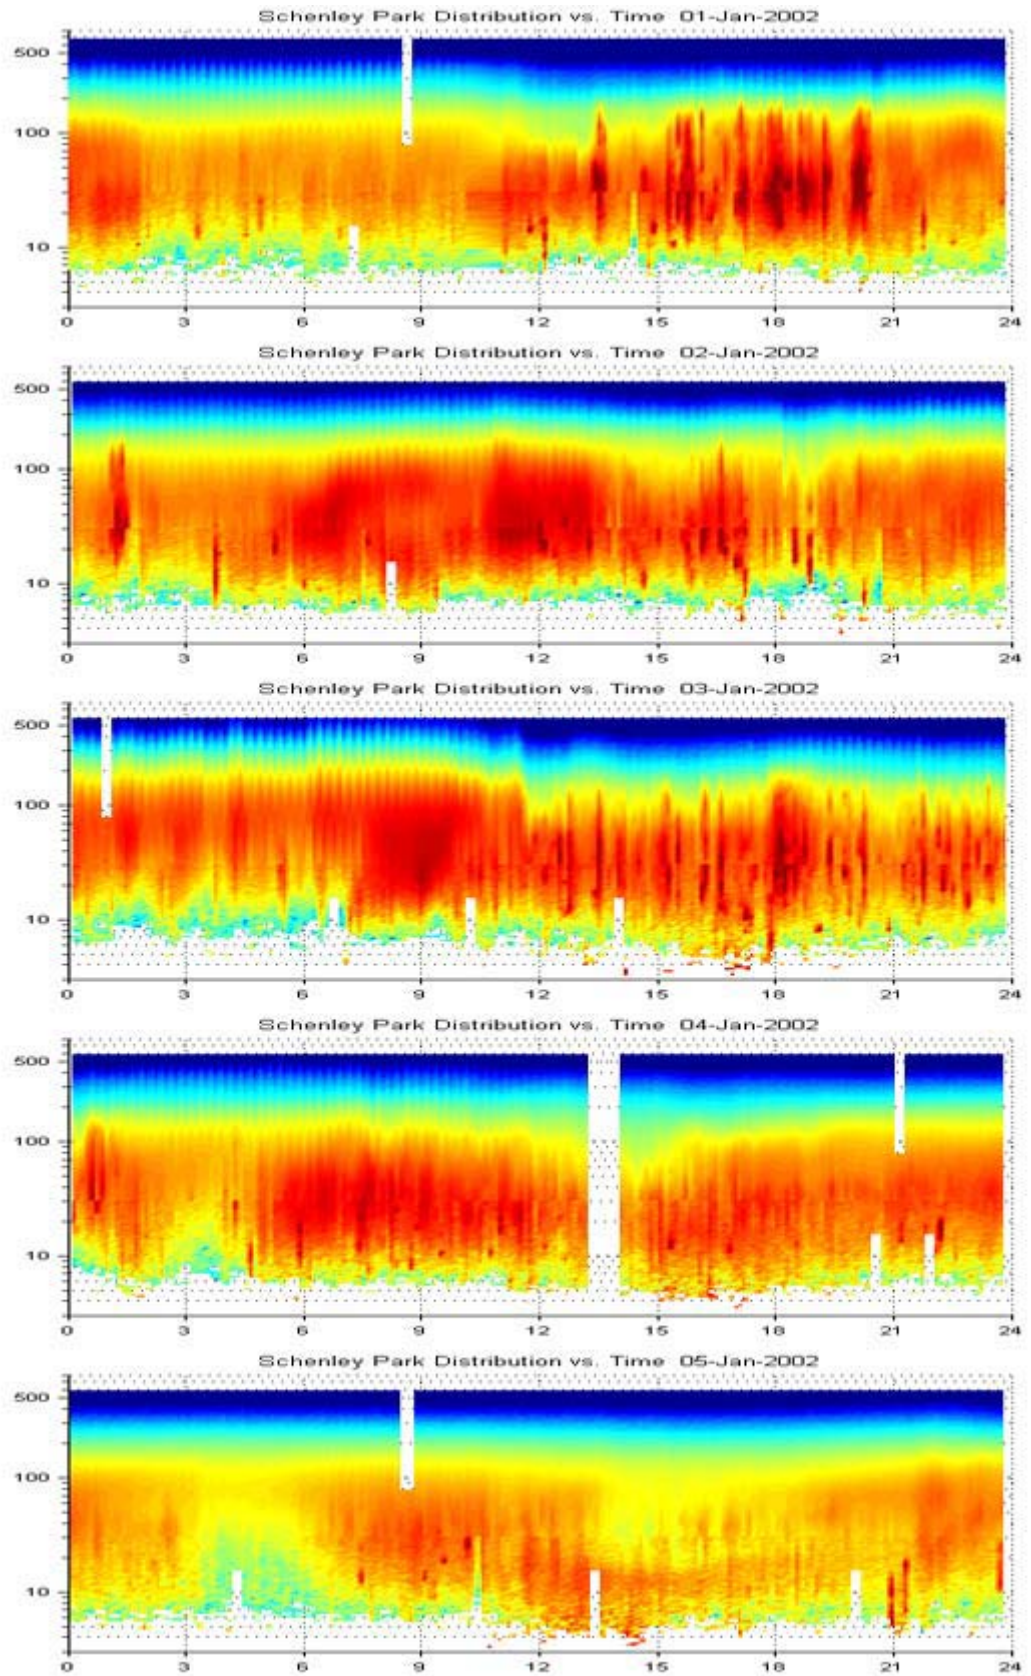 Schenley Park Distribution vs. Time 01-Jan-2002
500
100
10
0 3 6 9 12 15 18 21 24
Schenley Park Distribution vs. Time 02-Jan-2002
500
100
10
0 3 6 9 12 15 18 21 24
Schenley Park Distribution vs. Time 03-Jan-2002
500
100
10
0 3 6 9 12 15 18 21 24
Schenley Park Distribution vs. Time 04-Jan-2002
500
100
10
0 3 6 9 12 15 18 21 24
Schenley Park Distribution vs. Time 05-Jan-2002
500
100
10
0 3 6 9 12 15 18 21 24